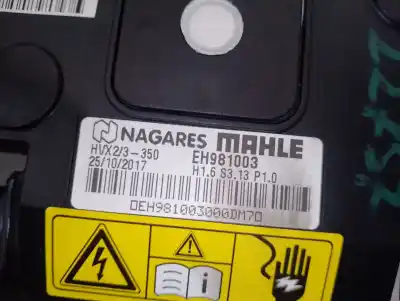 NAGARES MAHLE
HVX2/3-350 EH981003
25/10/2017 H1.6 S3.13 P1.0
0EH981003000DM70